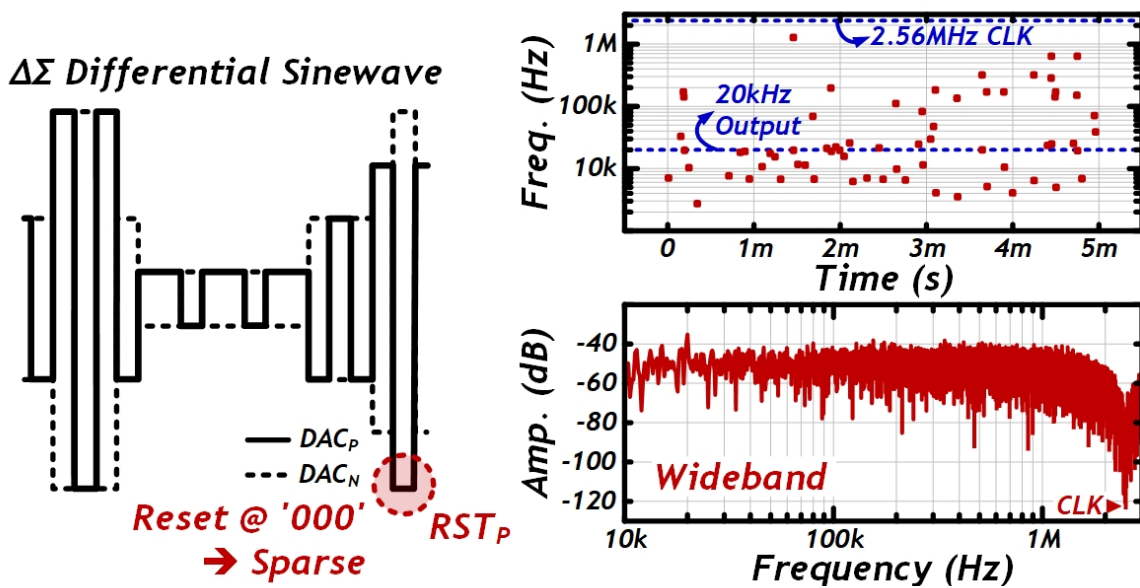 ΔΣ Differential Sinewave
DACP
DACN
Reset @ '000'
➔ Sparse
RSTP
Freq. (Hz)
1M
100k
10k
2.56MHz CLK
20kHz
Output
0 1m 2m 3m 4m 5m
Time (s)
Amp. (dB)
-40
-60
-80
-100
-120
Wideband
CLK
10k 100k 1M
Frequency (Hz)